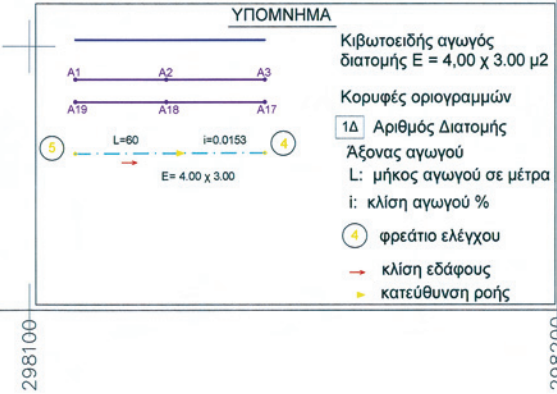 ΥΠΟΜΝΗΜΑ
Κιβωτοειδής αγωγός
διατομής Ε = 4,00 χ 3.00 μ2
A1 A2 A3
Κορυφές οριογραμμών
A19 A18 A17
1Δ Αριθμός Διατομής
5 L=60 i=0.0153 4
Άξονας αγωγού
E= 4.00 x 3.00
L: μήκος αγωγού σε μέτρα
i: κλίση αγωγού %
4 φρεάτιο ελέγχου
κλίση εδάφους
κατεύθυνση ροής
298100
298200